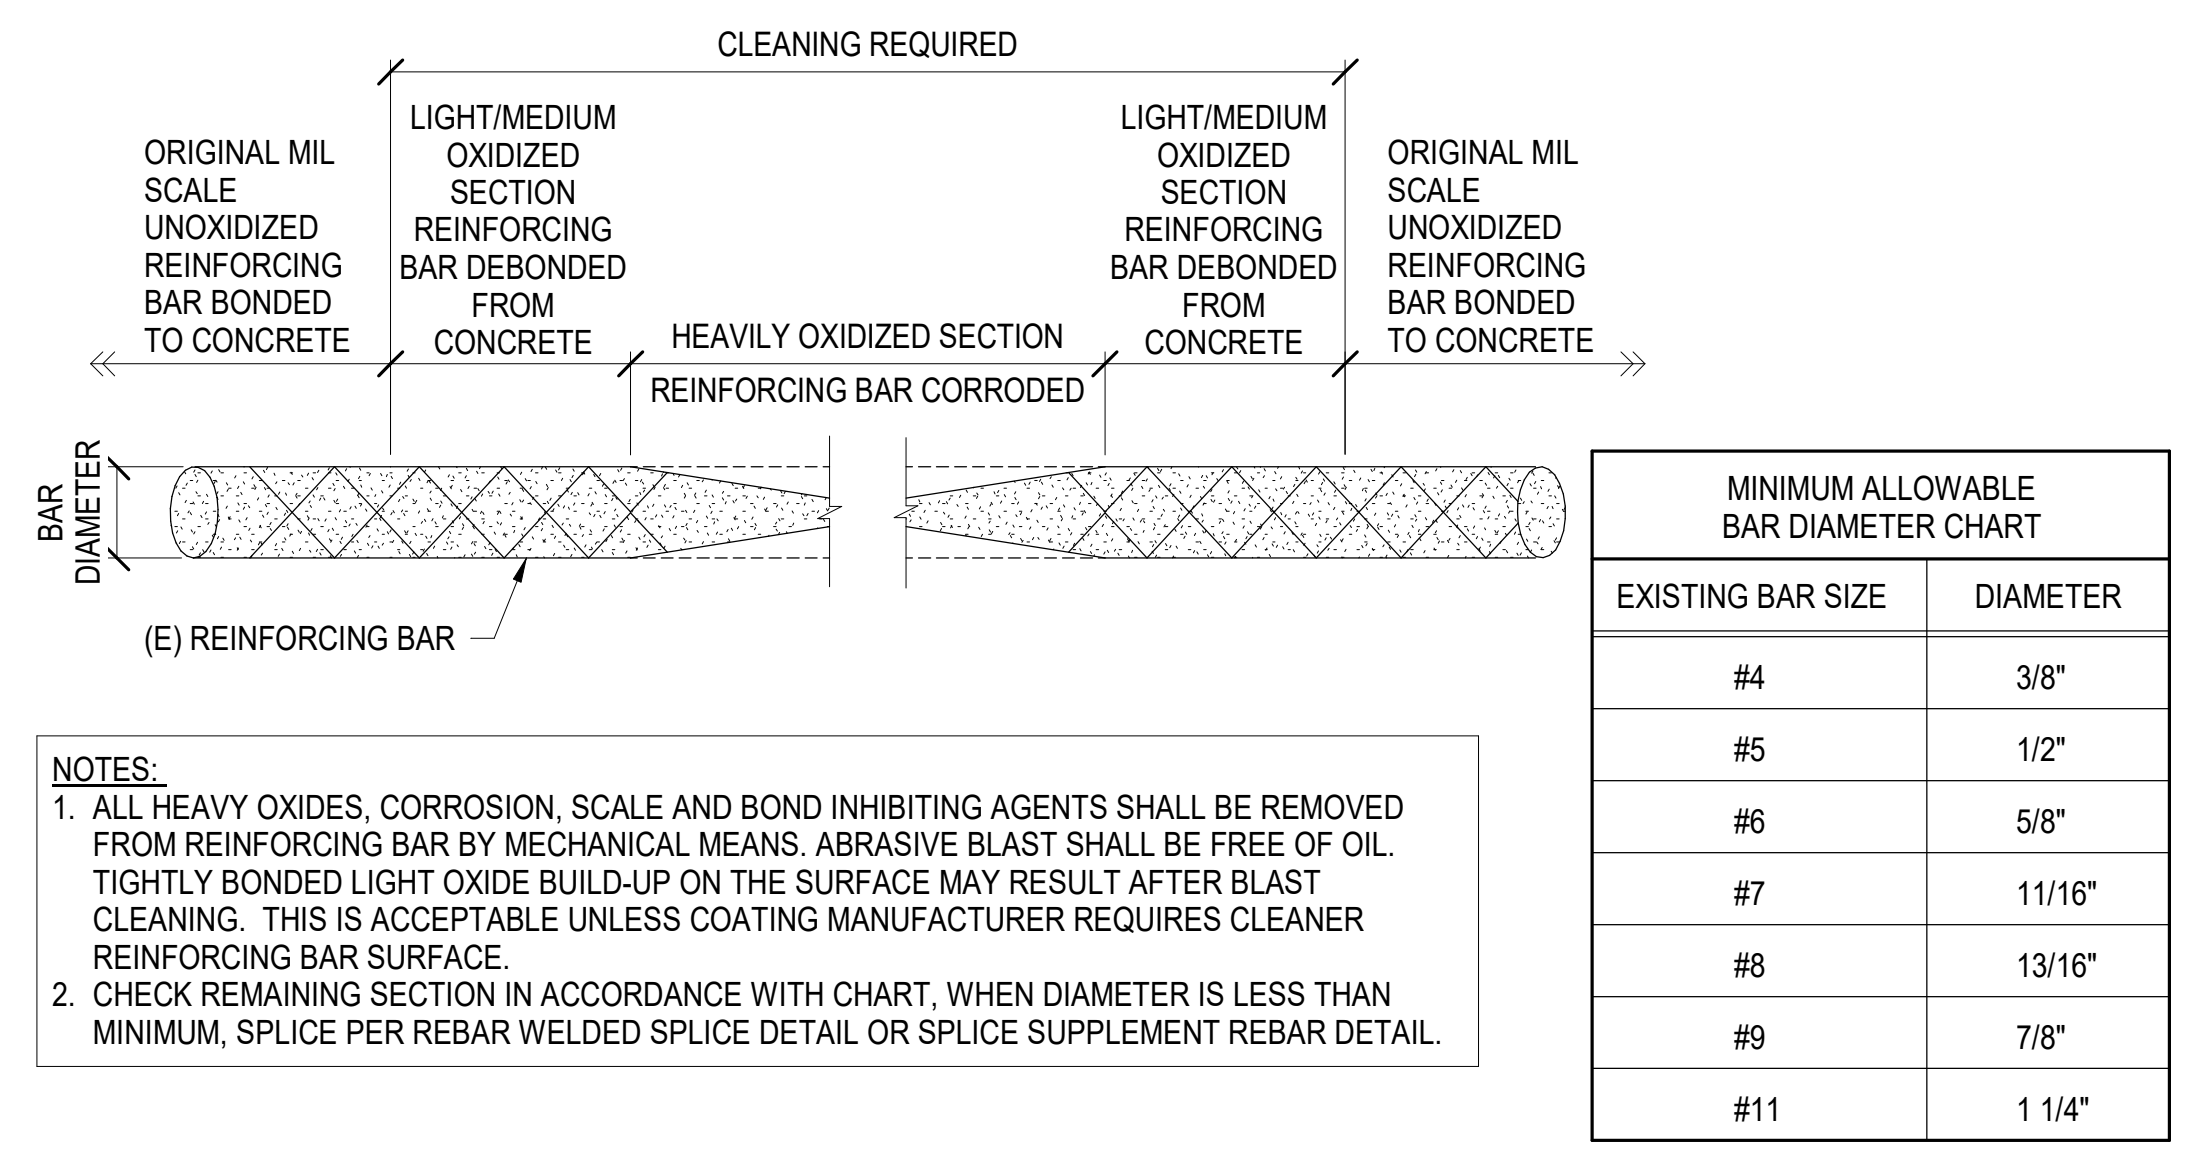 CLEANING REQUIRED
ORIGINAL MIL
SCALE
UNOXIDIZED
REINFORCING
BAR BONDED
TO CONCRETE
LIGHT/MEDIUM
OXIDIZED
SECTION
REINFORCING
BAR DEBONDED
FROM
CONCRETE
HEAVILY OXIDIZED SECTION
REINFORCING BAR CORRODED
LIGHT/MEDIUM
OXIDIZED
SECTION
REINFORCING
BAR DEBONDED
FROM
CONCRETE
ORIGINAL MIL
SCALE
UNOXIDIZED
REINFORCING
BAR BONDED
TO CONCRETE
BAR
DIAMETER
(E) REINFORCING BAR
MINIMUM ALLOWABLE
BAR DIAMETER CHART
EXISTING BAR SIZE DIAMETER
#4 3/8"
#5 1/2"
#6 5/8"
#7 11/16"
#8 13/16"
#9 7/8"
#11 1 1/4"
NOTES:
1. ALL HEAVY OXIDES, CORROSION, SCALE AND BOND INHIBITING AGENTS SHALL BE REMOVED
FROM REINFORCING BAR BY MECHANICAL MEANS. ABRASIVE BLAST SHALL BE FREE OF OIL.
TIGHTLY BONDED LIGHT OXIDE BUILD-UP ON THE SURFACE MAY RESULT AFTER BLAST
CLEANING. THIS IS ACCEPTABLE UNLESS COATING MANUFACTURER REQUIRES CLEANER
REINFORCING BAR SURFACE.
2. CHECK REMAINING SECTION IN ACCORDANCE WITH CHART, WHEN DIAMETER IS LESS THAN
MINIMUM, SPLICE PER REBAR WELDED SPLICE DETAIL OR SPLICE SUPPLEMENT REBAR DETAIL.